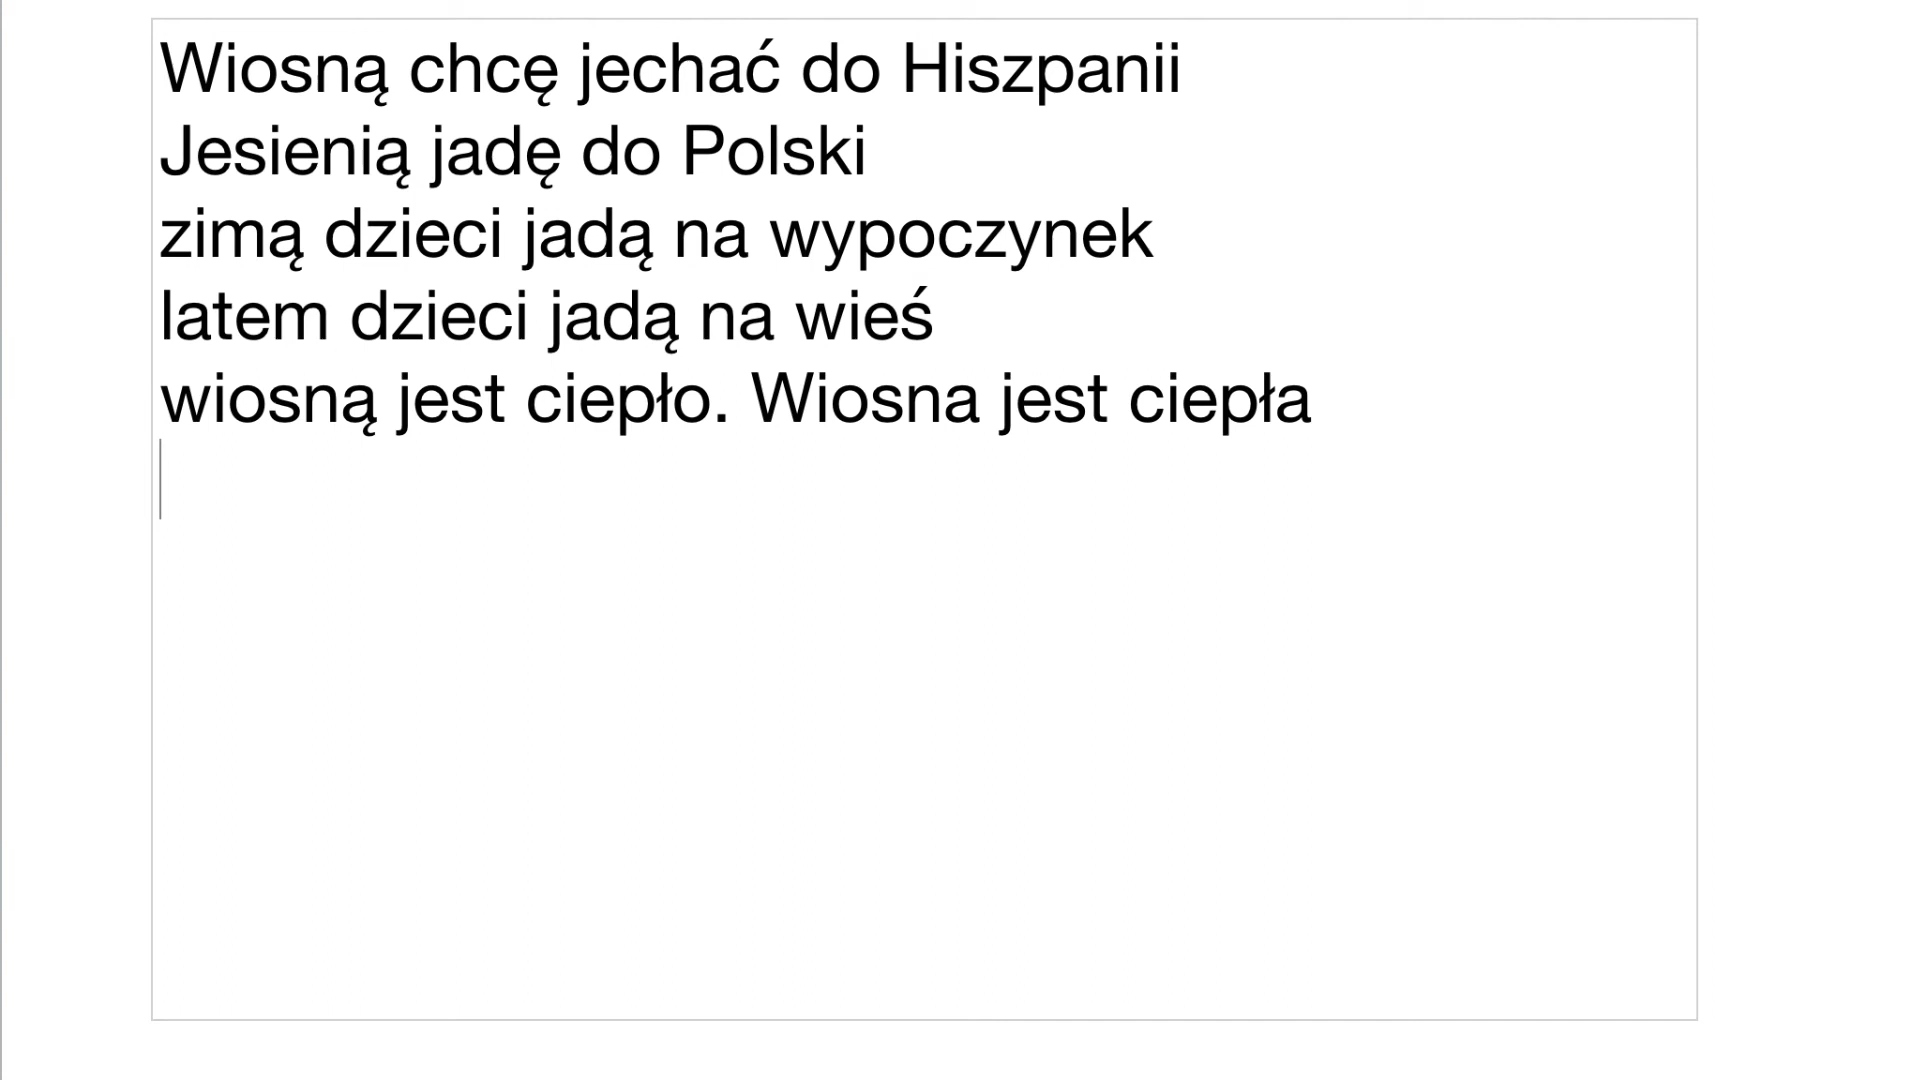 Wiosną chcę jechać do Hiszpanii
Jesienią jadę do Polski
zimą dzieci jadą na wypoczynek
latem dzieci jadą na wieś
wiosną jest ciepło. Wiosna jest ciepła